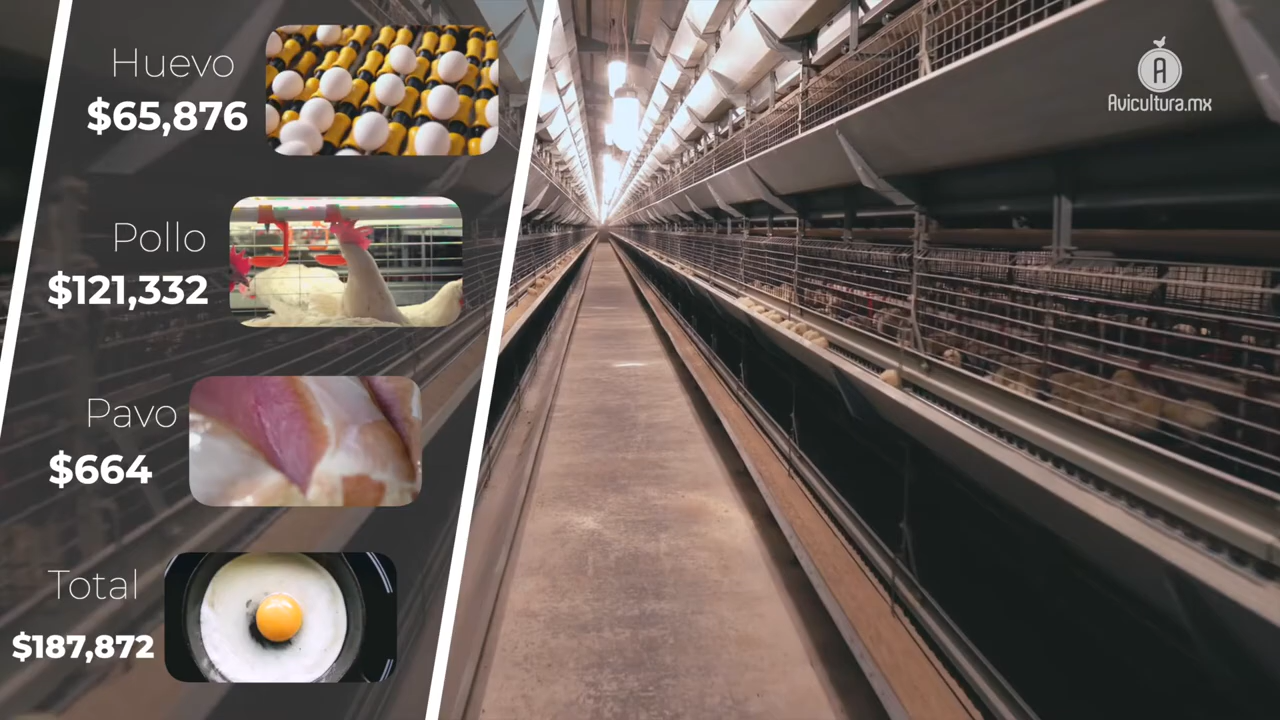 Huevo
$65,876
Pollo
$121,332
Pavo
$664
Total
$187,872
A
Avicultura.mx